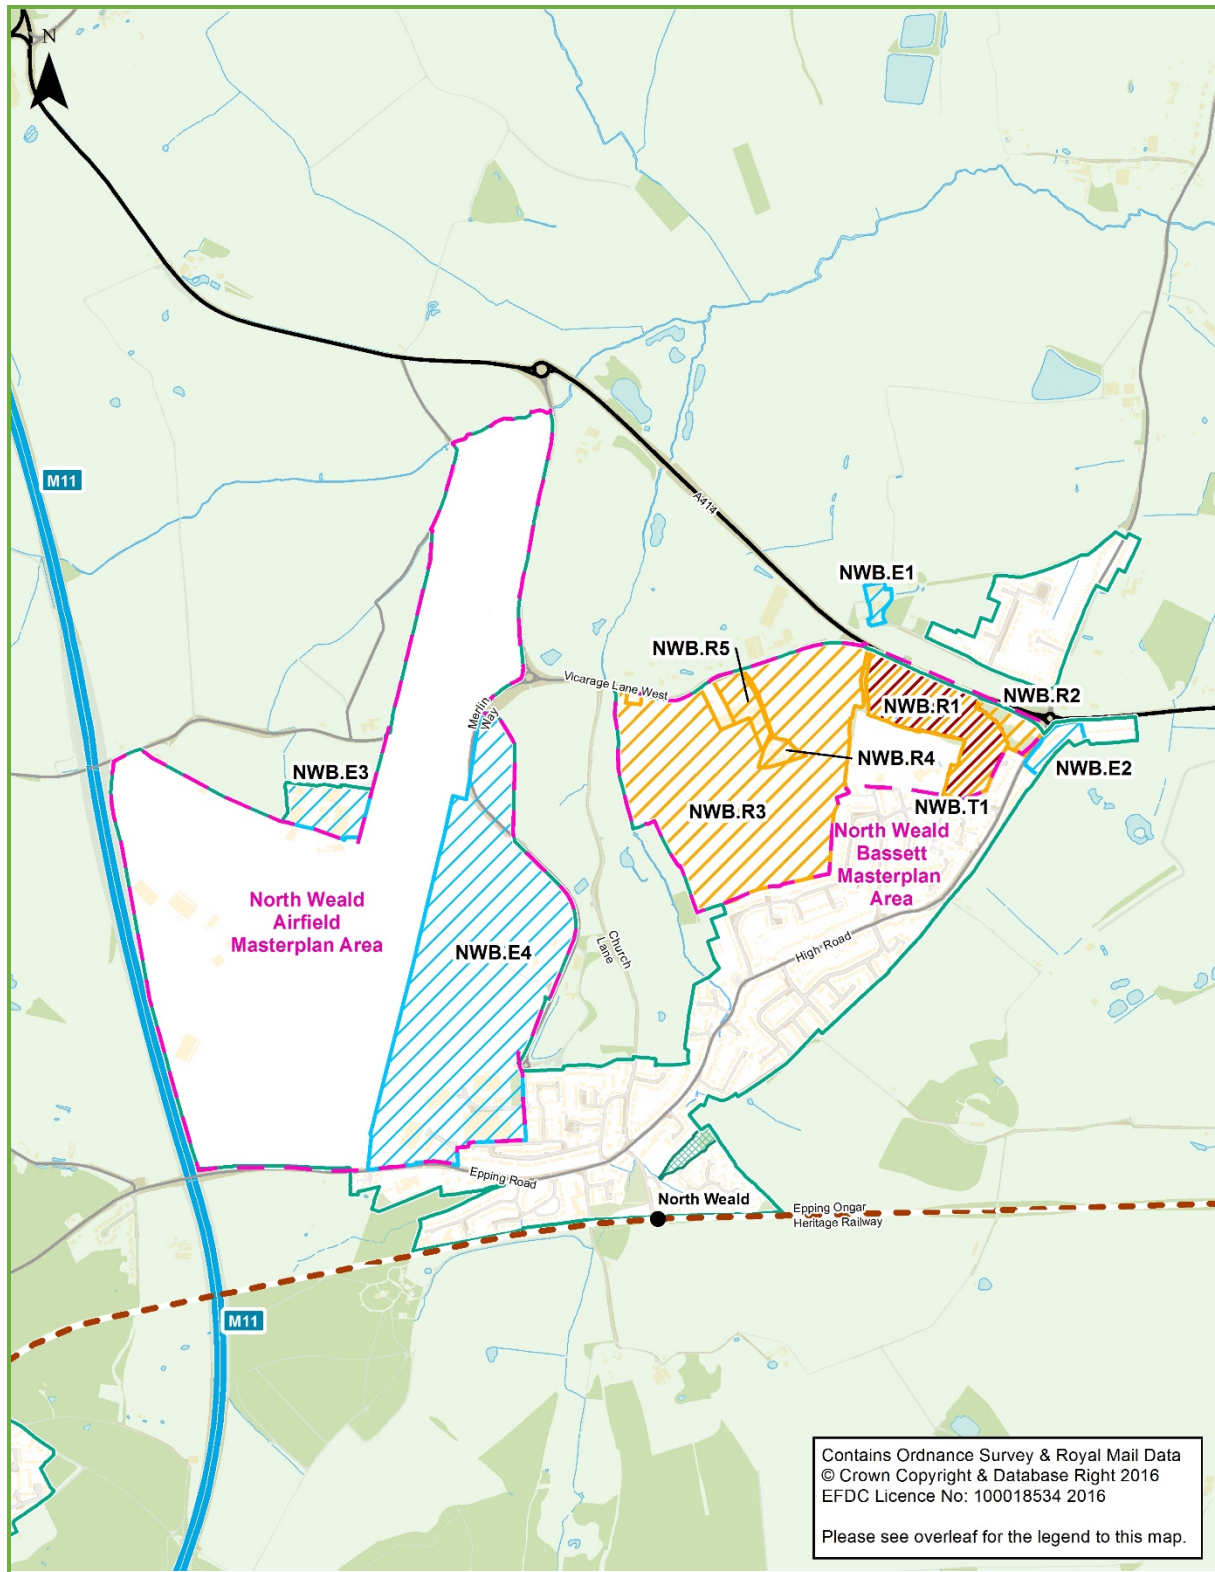 N
M11
A414
NWB.E1
NWB.R5
NWB.R2
Vicarage Lane West
NWB.R1
Merlin
Way
NWB.R4
NWB.E2
NWB.E3
NWB.T1
NWB.R3
North Weald
Bassett
Masterplan
Area
North Weald
Airfield
Masterplan Area
NWB.E4
Church
Lane
High Road
Epping Road
North Weald
Epping Ongar
Heritage Railway
M11
Contains Ordnance Survey & Royal Mail Data
© Crown Copyright & Database Right 2016
EFDC Licence No: 100018534 2016
Please see overleaf for the legend to this map.